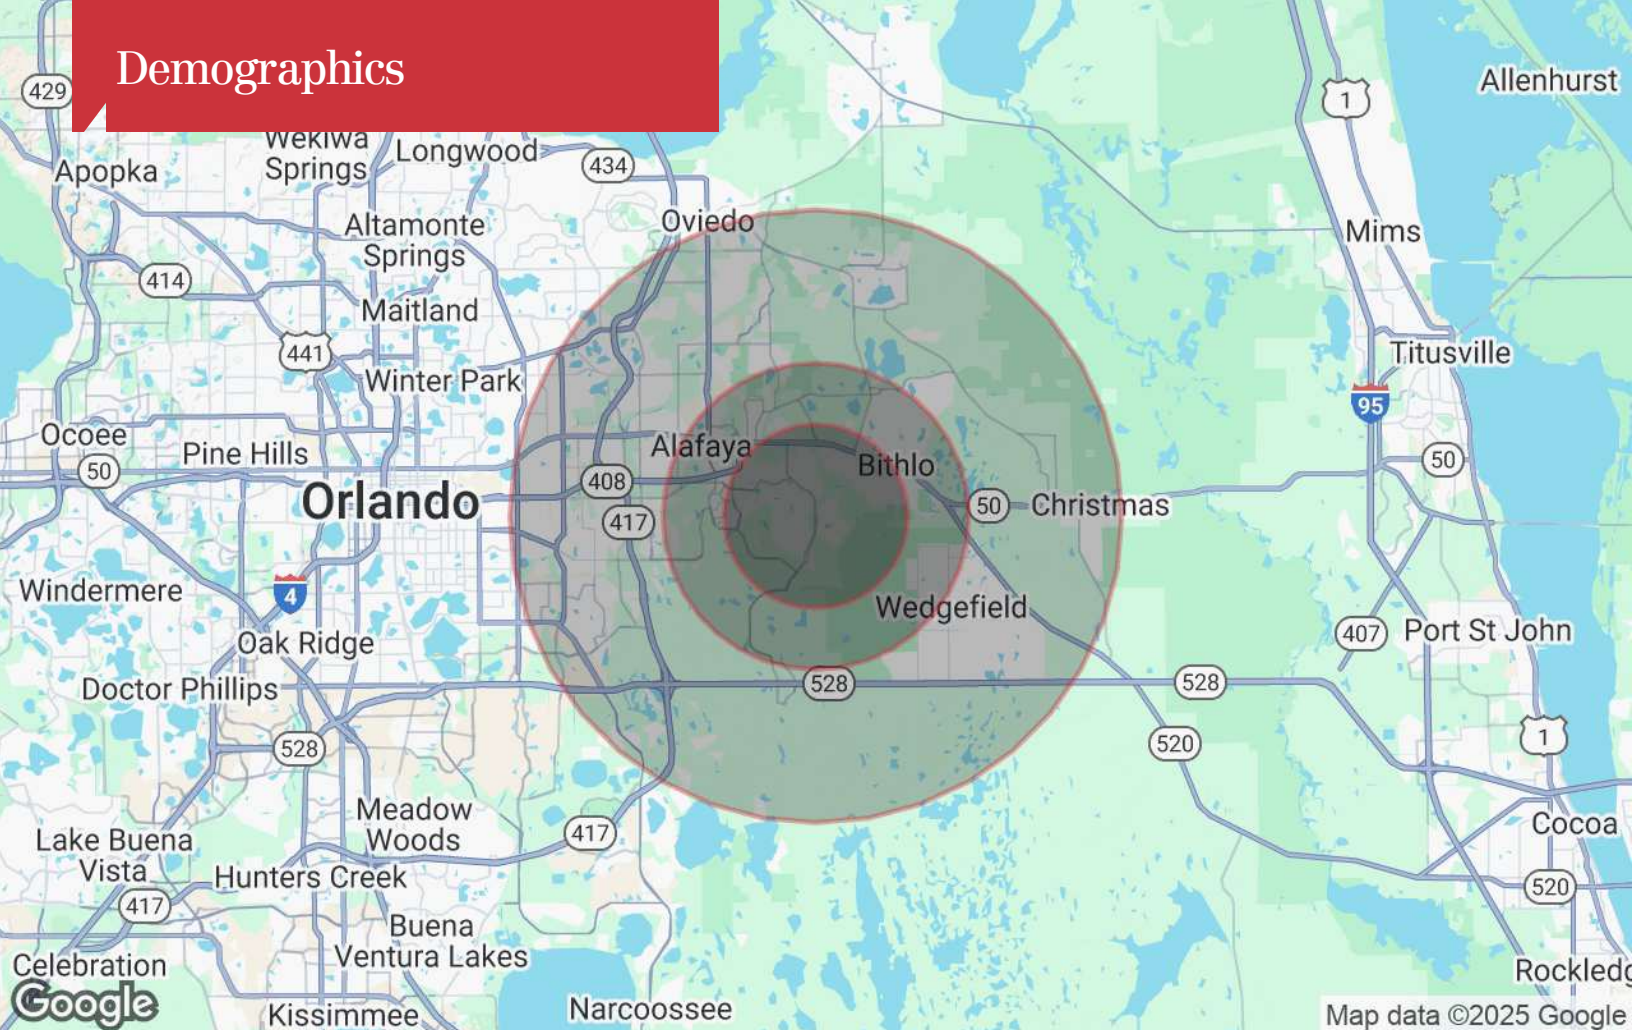 Demographics
Allenhurst
429
1
Wekiwa
Springs
Longwood
434
Apopka
Oviedo
Altamonte
Springs
Mims
414
Maitland
441
Titusville
Winter Park
95
Ocoee
Alafaya
Pine Hills
Bithlo
50
50
408
Orlando
50
Christmas
417
Windermere
4
Wedgefield
Oak Ridge
407
Port St John
Doctor Phillips
528
528
528
520
1
Meadow
Woods
Lake Buena
Vista
417
Cocoa
Hunters Creek
520
417
Buena
Ventura Lakes
Celebration
Rockledg
Google
Kissimmee
Narcoossee
Map data ©2025 Google